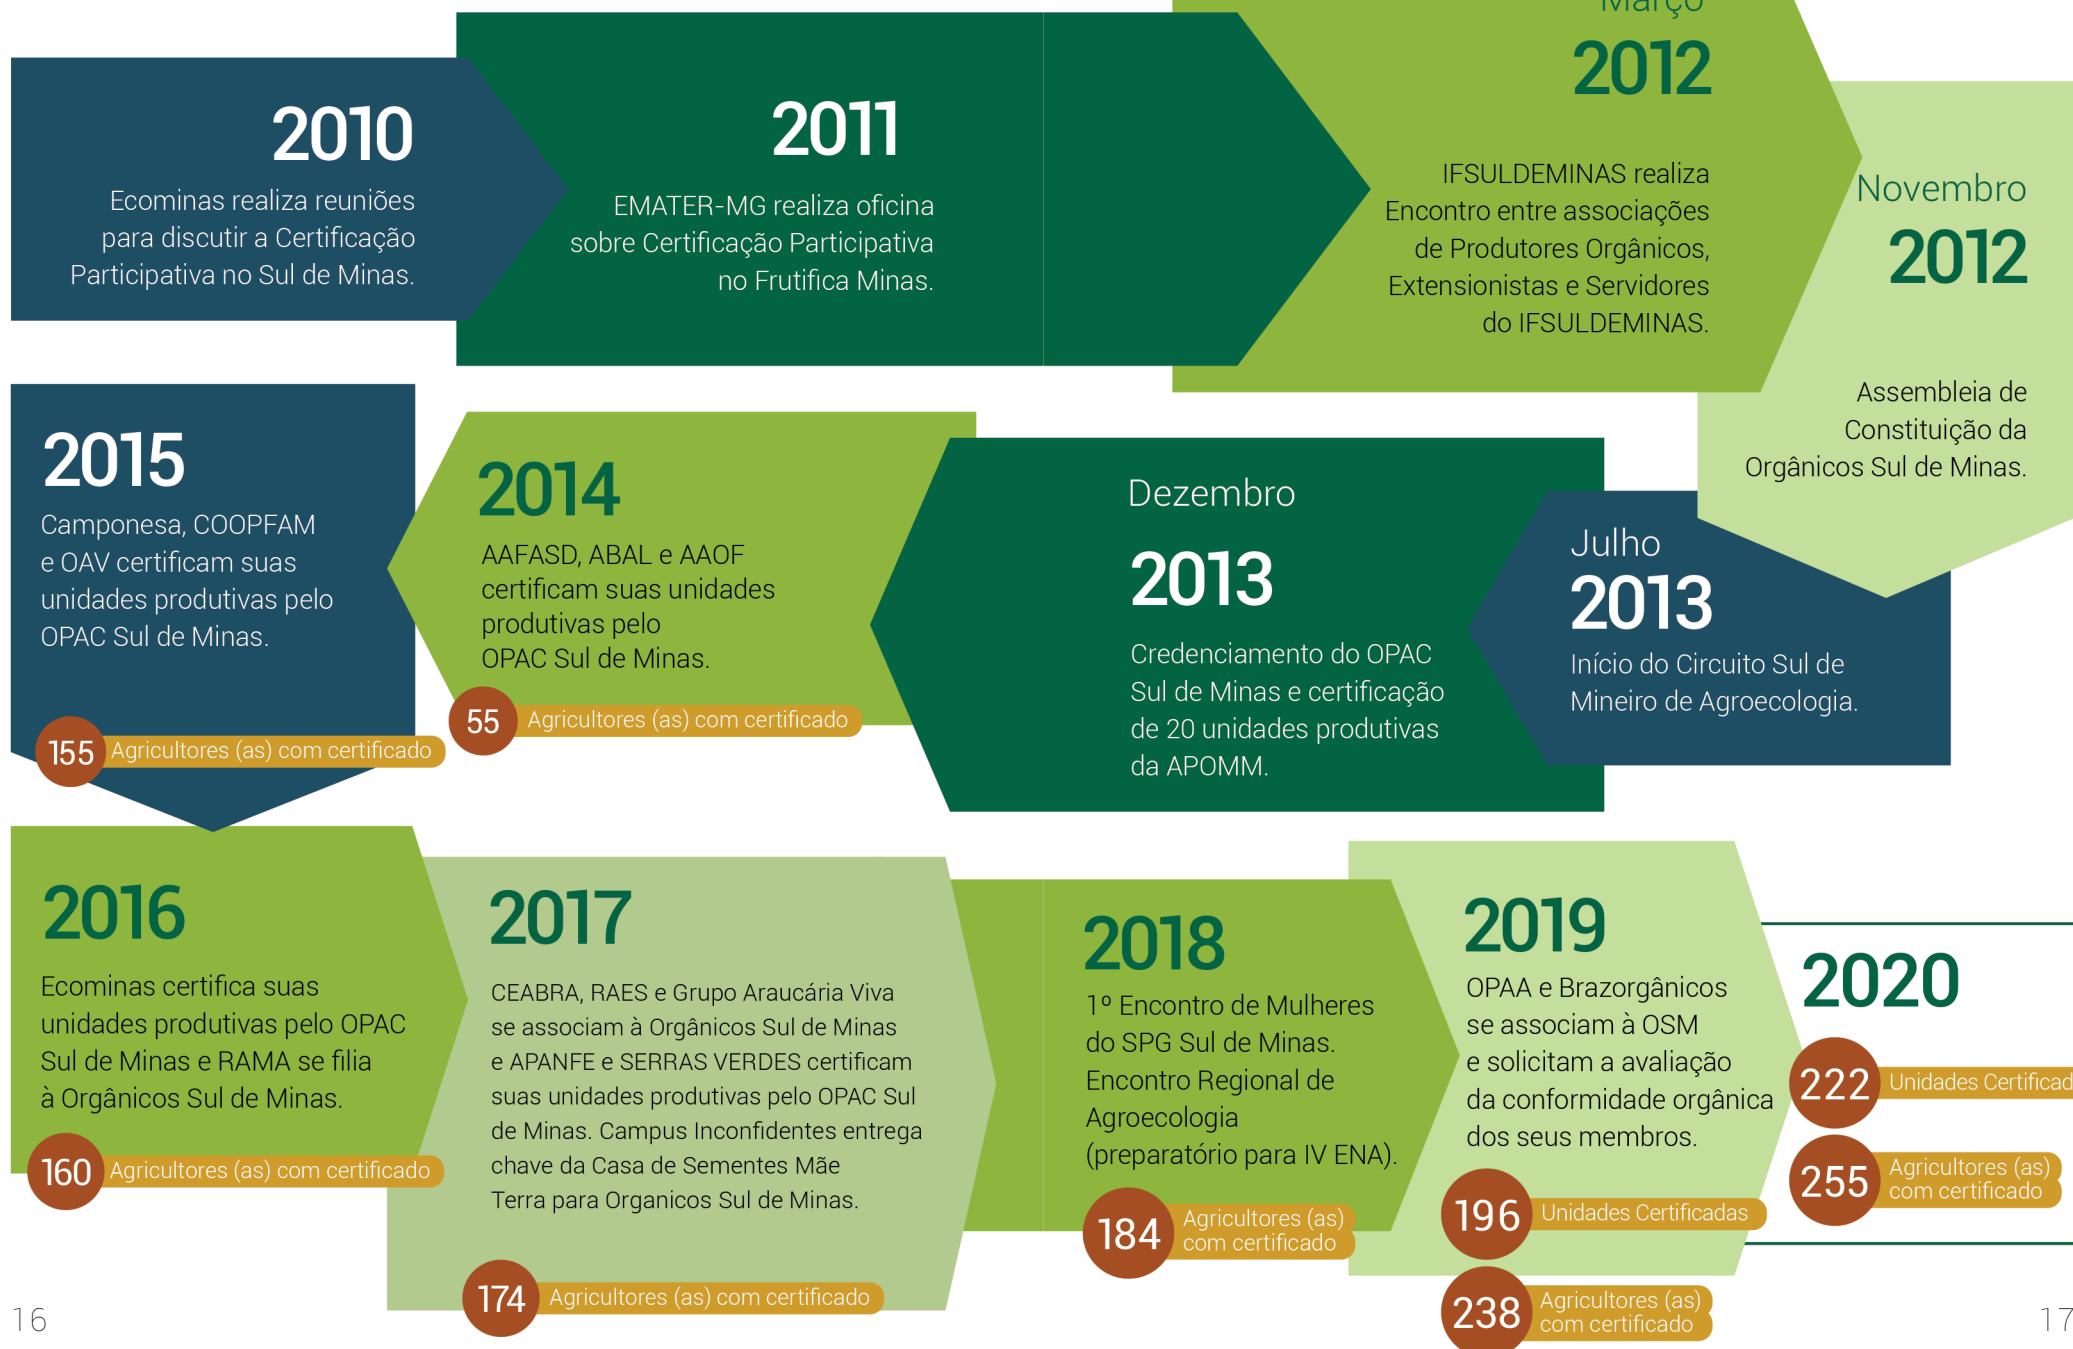 2010
Ecominas realiza reuniões
para discutir a Certificação
Participativa no Sul de Minas.
2011
EMATER-MG realiza oficina
sobre Certificação Participativa
no Frutifica Minas.
Março
2012
IFSULDEMINAS realiza
Encontro entre associações
de Produtores Orgânicos,
Extensionistas e Servidores
do IFSULDEMINAS.
Novembro
2012
Assembleia de
Constituição da
Orgânicos Sul de Minas.
Julho
2013
Início do Circuito Sul de
Mineiro de Agroecologia.
Dezembro
2013
Credenciamento do OPAC
Sul de Minas e certificação
de 20 unidades produtivas
da APOMM.
2014
AAFASD, ABAL e AAOF
certificam suas unidades
produtivas pelo
OPAC Sul de Minas.
55 Agricultores (as) com certificado
2015
Camponesa, COOPFAM
e OAV certificam suas
unidades produtivas pelo
OPAC Sul de Minas.
155 Agricultores (as) com certificado
2016
Ecominas certifica suas
unidades produtivas pelo OPAC
Sul de Minas e RAMA se filia
à Orgânicos Sul de Minas.
160 Agricultores (as) com certificado
2017
CEABRA, RAES e Grupo Araucária Viva
se associam à Orgânicos Sul de Minas
e APANFE e SERRAS VERDES certificam
suas unidades produtivas pelo OPAC Sul
de Minas. Campus Inconfidentes entrega
chave da Casa de Sementes Mãe
Terra para Organicos Sul de Minas.
174 Agricultores (as) com certificado
2018
1º Encontro de Mulheres
do SPG Sul de Minas.
Encontro Regional de
Agroecologia
(preparatório para IV ENA).
184 Agricultores (as)
com certificado
2019
OPAA e Brazorgânicos
se associam à OSM
e solicitam a avaliação
da conformidade orgânica
dos seus membros.
196 Unidades Certificadas
238 Agricultores (as)
com certificado
2020
222 Unidades Certificad
255 Agricultores (as)
com certificado
16
17